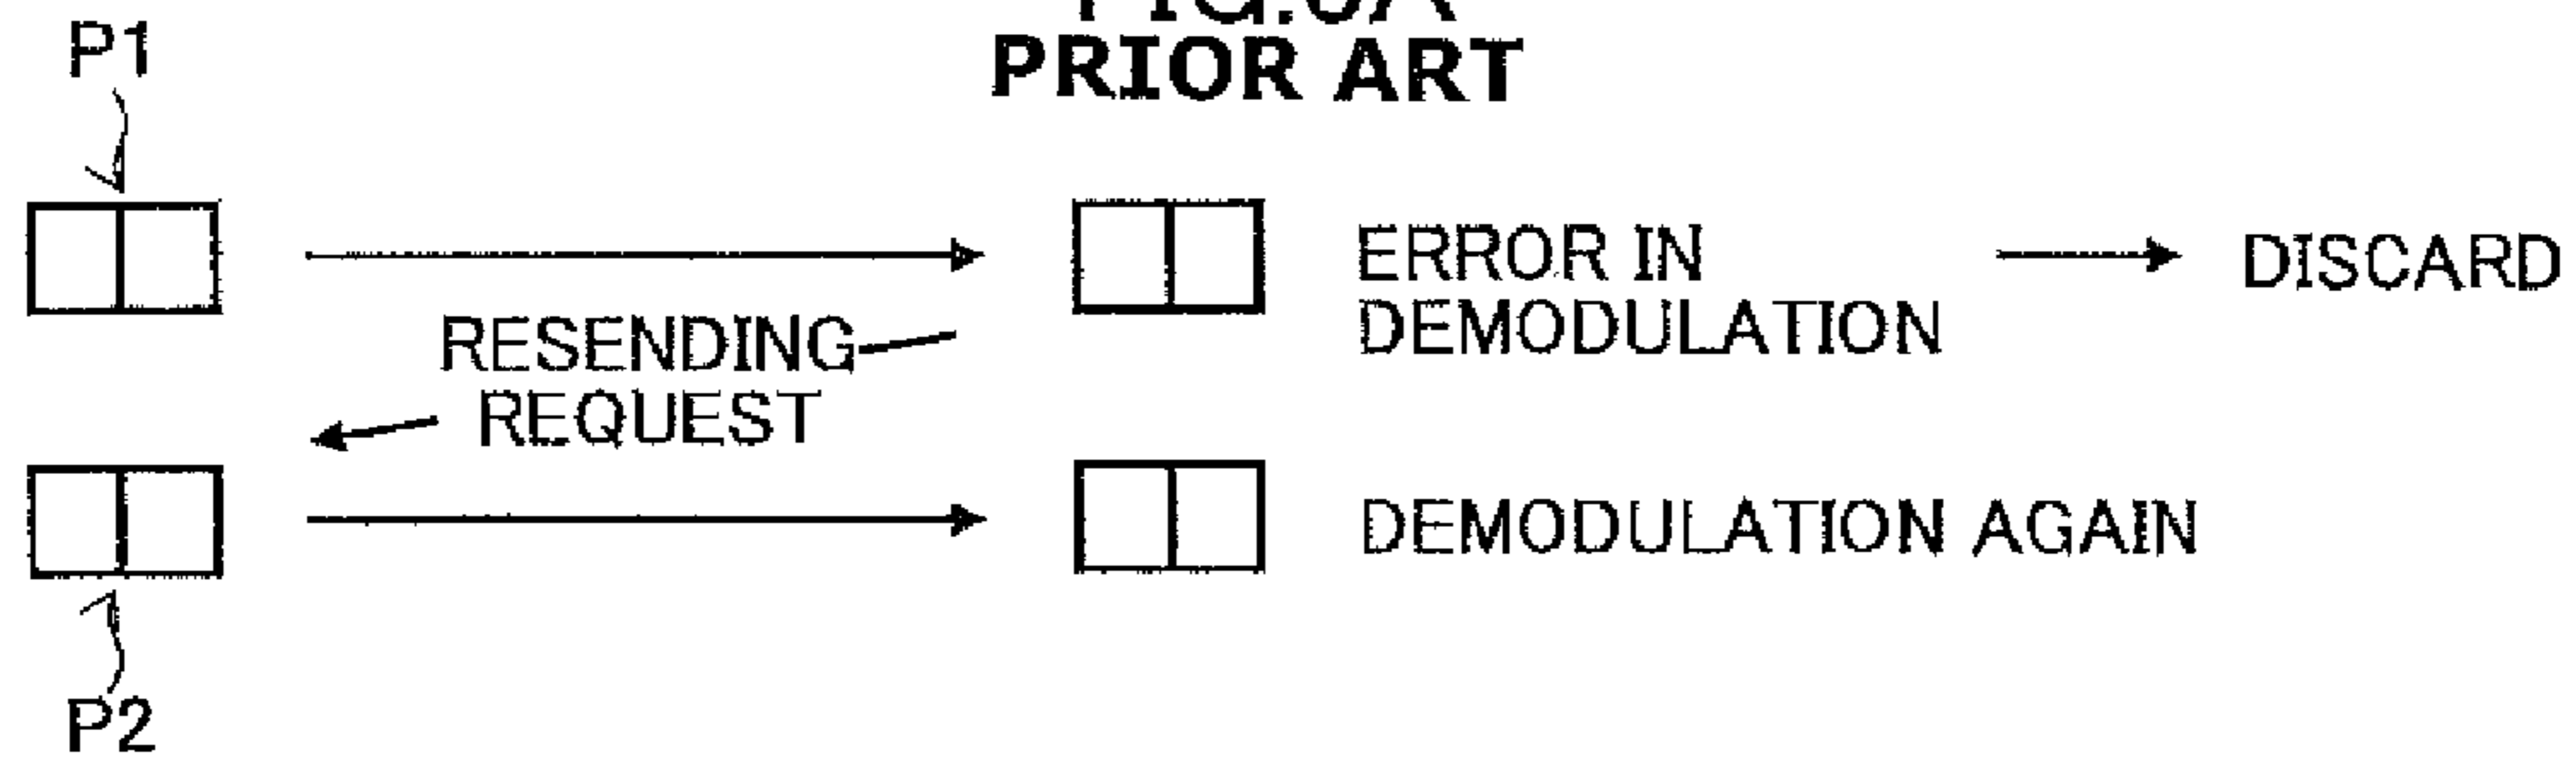 PRIOR ART
P1
ERROR IN
DEMODULATION
DISCARD
RESENDING
REQUEST
DEMODULATION AGAIN
P2